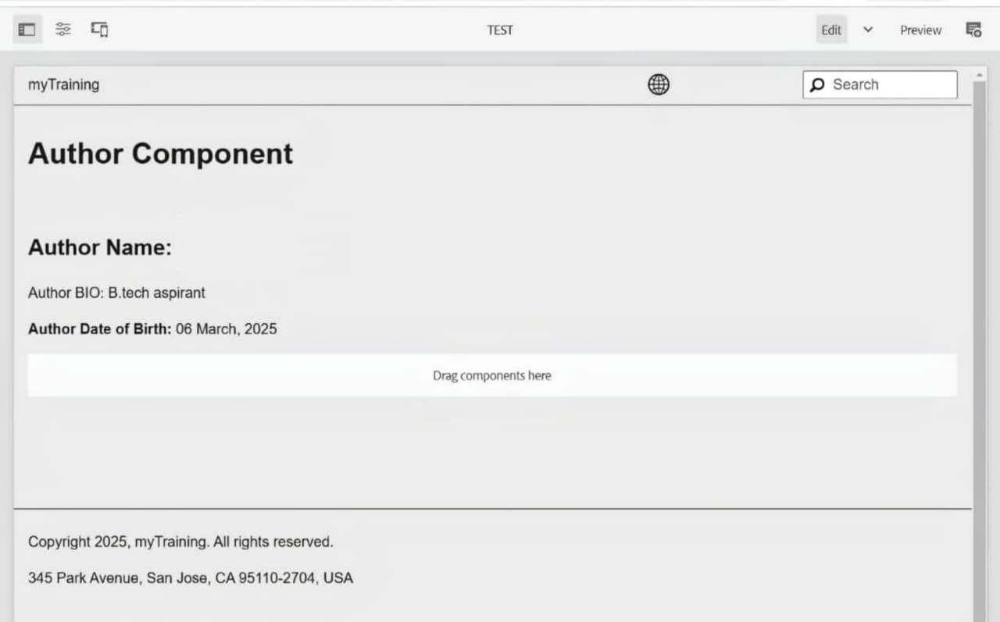 TEST
Edit
Preview
myTraining
Search
Author Component
Author Name:
Author BIO: B.tech aspirant
Author Date of Birth: 06 March, 2025
Drag components here
Copyright 2025, myTraining. All rights reserved.
345 Park Avenue, San Jose, CA 95110-2704, USA